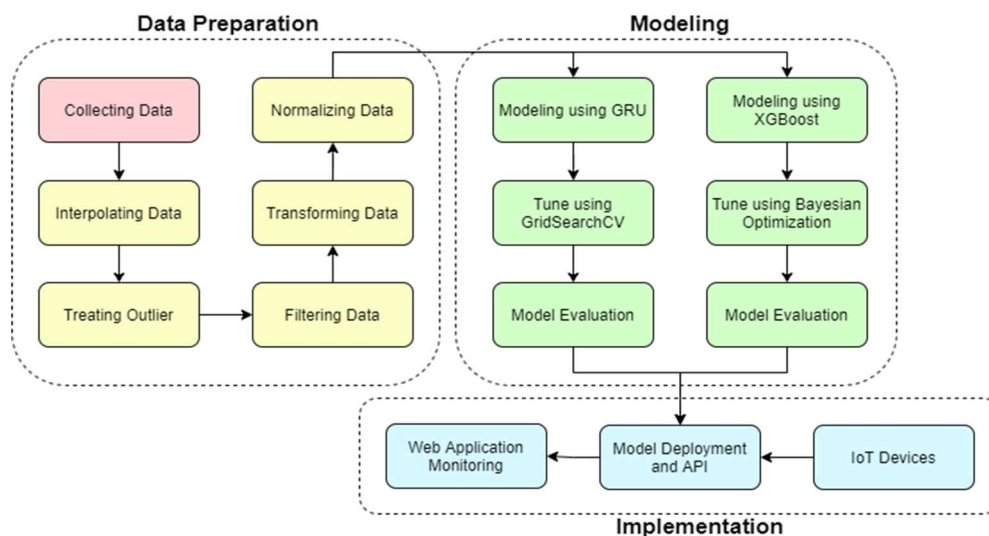 Data Preparation
Collecting Data
Interpolating Data
Treating Outlier
Filtering Data
Transforming Data
Normalizing Data
Modeling
Modeling using GRU
Tune using
GridSearchCV
Model Evaluation
Modeling using
XGBoost
Tune using Bayesian
Optimization
Model Evaluation
Web Application
Monitoring
Model Deployment
and API
IoT Devices
Implementation